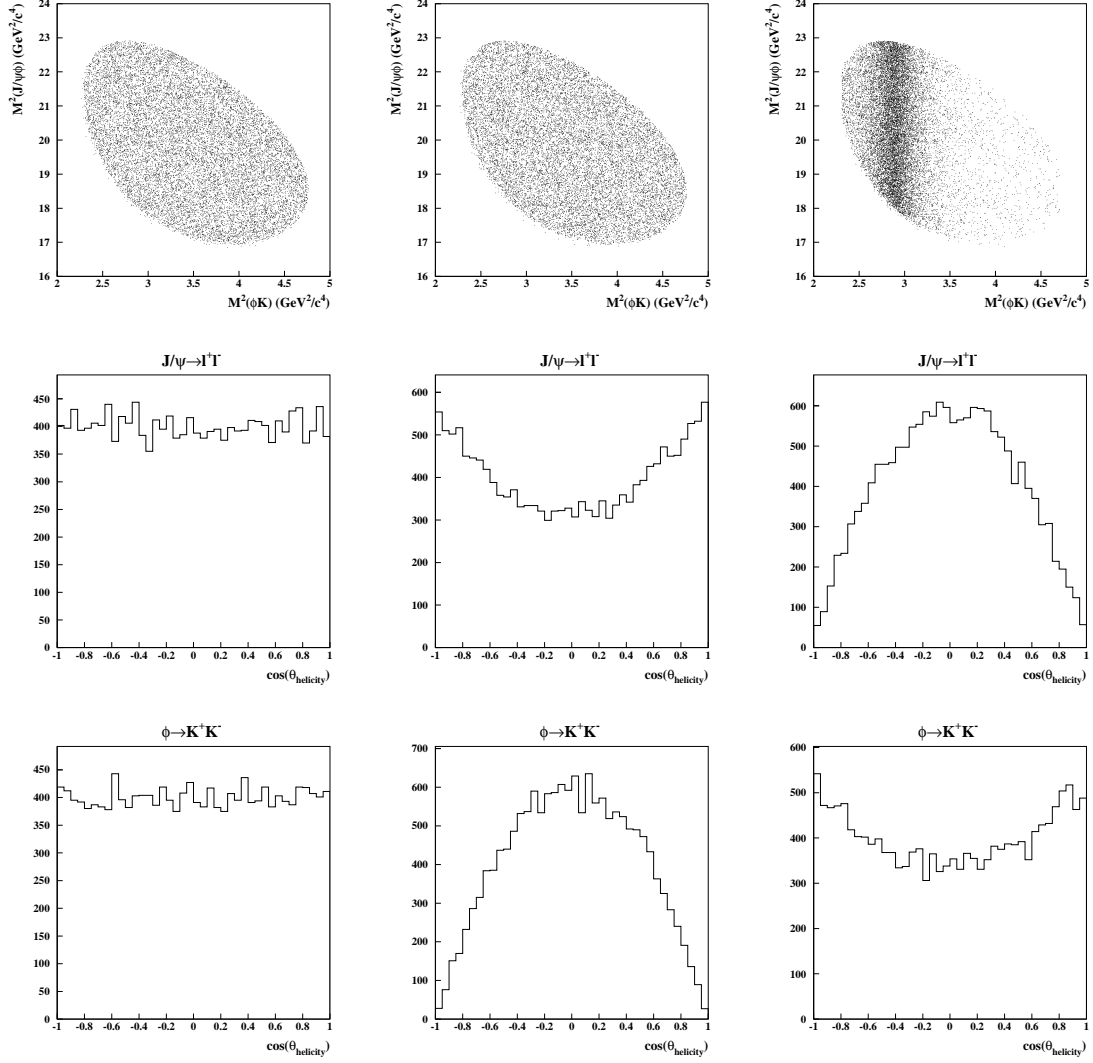 24
23
22
21
20
19
18
17
16
M²(J/ψϕ) (GeV²/c⁴)
2 2.5 3 3.5 4 4.5 5
M²(ϕK) (GeV²/c⁴)
24
23
22
21
20
19
18
17
16
M²(J/ψϕ) (GeV²/c⁴)
2 2.5 3 3.5 4 4.5 5
M²(ϕK) (GeV²/c⁴)
24
23
22
21
20
19
18
17
16
M²(J/ψϕ) (GeV²/c⁴)
2 2.5 3 3.5 4 4.5 5
M²(ϕK) (GeV²/c⁴)
J/ψ→l⁺l⁻
450
400
350
300
250
200
150
100
50
0
-1 -0.8 -0.6 -0.4 -0.2 0 0.2 0.4 0.6 0.8 1
cos(θhelicity)
J/ψ→l⁺l⁻
600
500
400
300
200
100
0
-1 -0.8 -0.6 -0.4 -0.2 0 0.2 0.4 0.6 0.8 1
cos(θhelicity)
J/ψ→l⁺l⁻
600
500
400
300
200
100
0
-1 -0.8 -0.6 -0.4 -0.2 0 0.2 0.4 0.6 0.8 1
cos(θhelicity)
ϕ→K⁺K⁻
450
400
350
300
250
200
150
100
50
0
-1 -0.8 -0.6 -0.4 -0.2 0 0.2 0.4 0.6 0.8 1
cos(θhelicity)
ϕ→K⁺K⁻
700
600
500
400
300
200
100
0
-1 -0.8 -0.6 -0.4 -0.2 0 0.2 0.4 0.6 0.8 1
cos(θhelicity)
ϕ→K⁺K⁻
600
500
400
300
200
100
0
-1 -0.8 -0.6 -0.4 -0.2 0 0.2 0.4 0.6 0.8 1
cos(θhelicity)